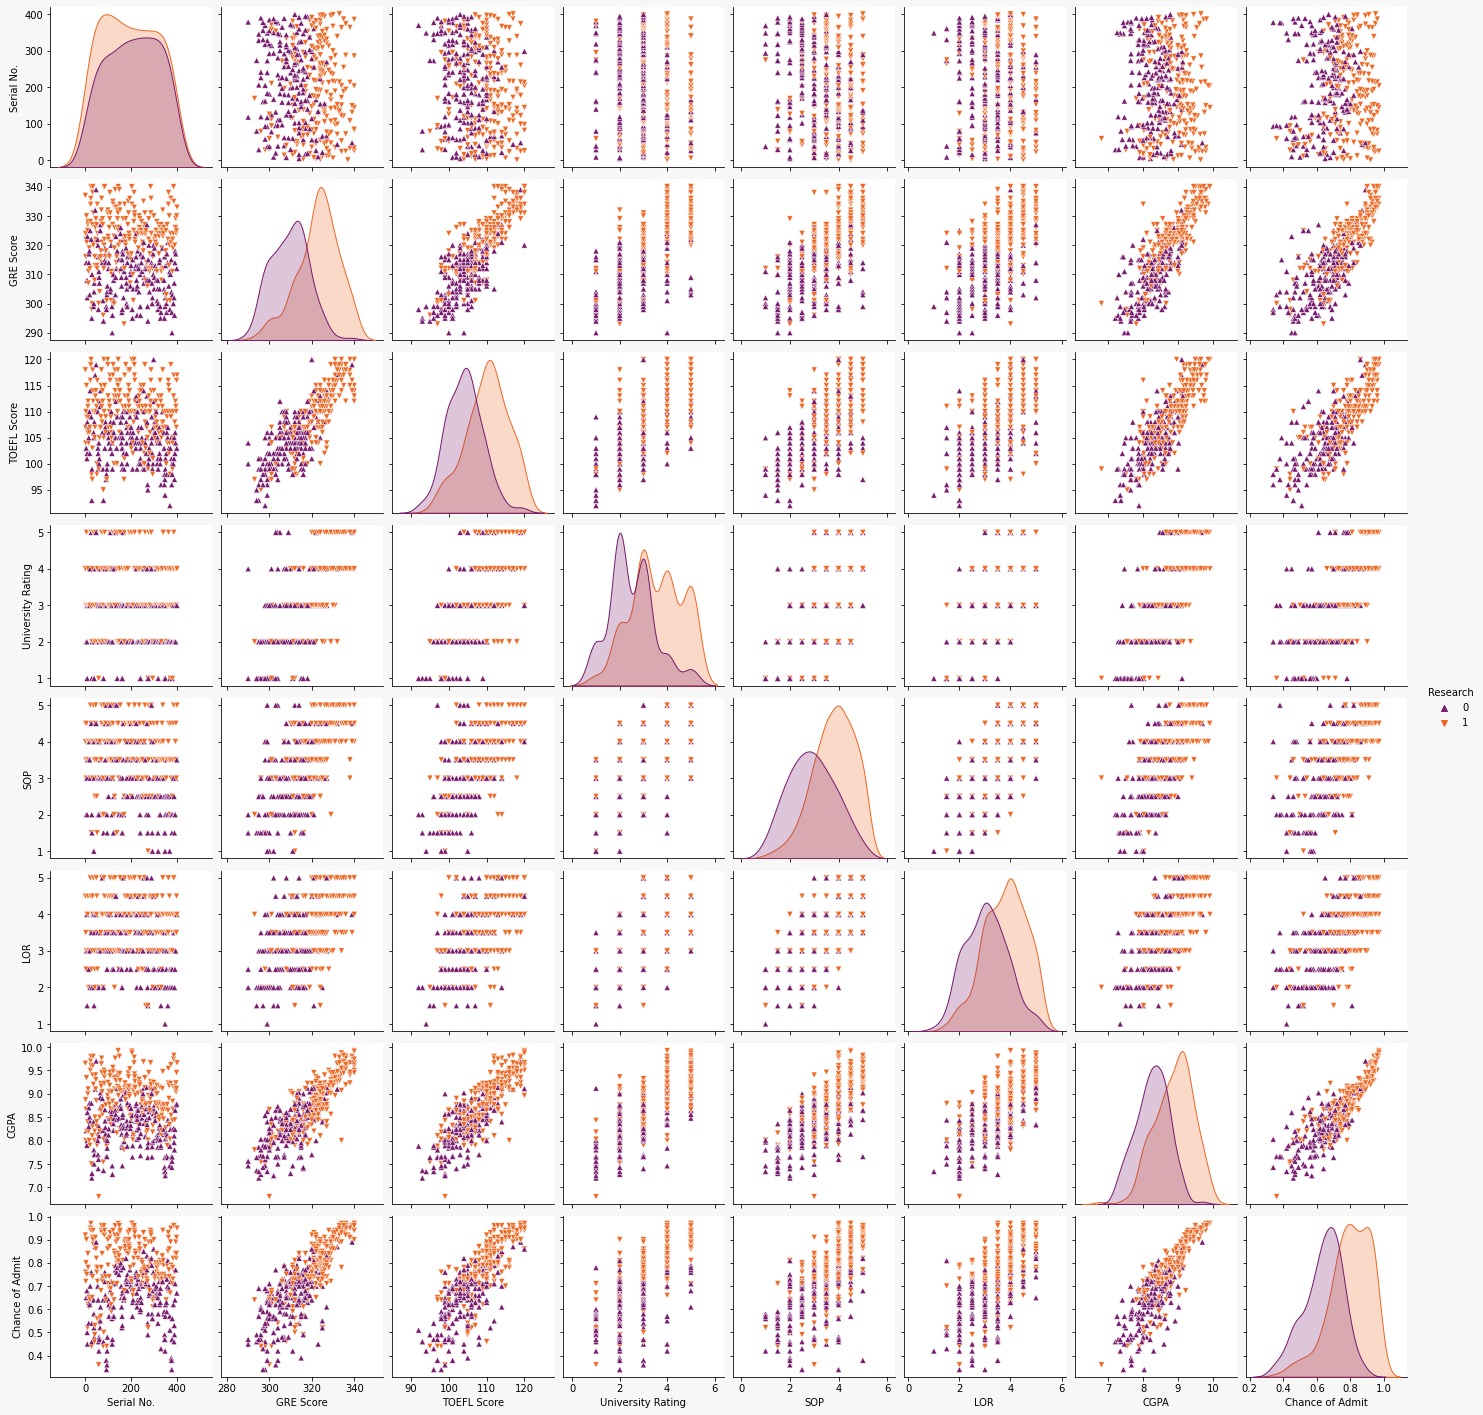 400
300
200
100
0
Serial No.
340
330
320
310
300
290
GRE Score
120
115
110
105
100
95
TOEFL Score
5
4
3
2
1
University Rating
5
4
3
2
1
SOP
Research
0
1
5
4
3
2
1
LOR
10.0
9.5
9.0
8.5
8.0
7.5
7.0
CGPA
1.0
0.9
0.8
0.7
0.6
0.5
0.4
Chance of Admit
0 200 400
280 300 320 340
90 100 110 120
0 2 4 6
0 2 4 6
0 2 4 6
7 8 9 10
0.2 0.4 0.6 0.8 1.0
Serial No. GRE Score TOEFL Score University Rating SOP LOR CGPA Chance of Admit